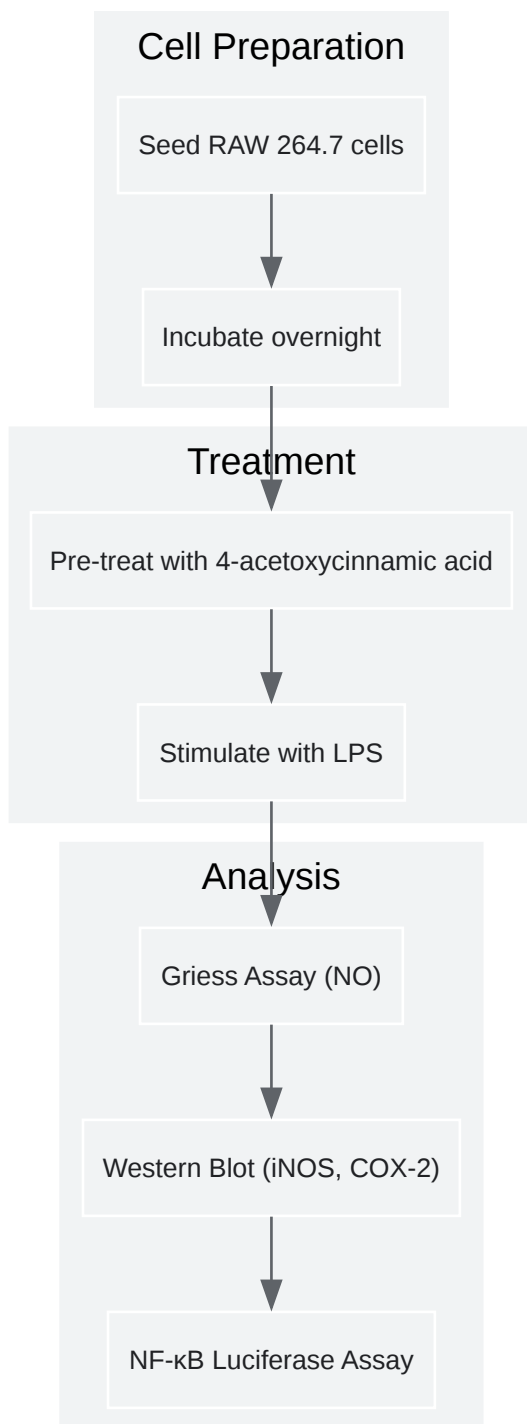 Cell Preparation
Seed RAW 264.7 cells
Incubate overnight
Treatment
Pre-treat with 4-acetoxycinnamic acid
Stimulate with LPS
Analysis
Griess Assay (NO)
Western Blot (iNOS, COX-2)
NF-κB Luciferase Assay